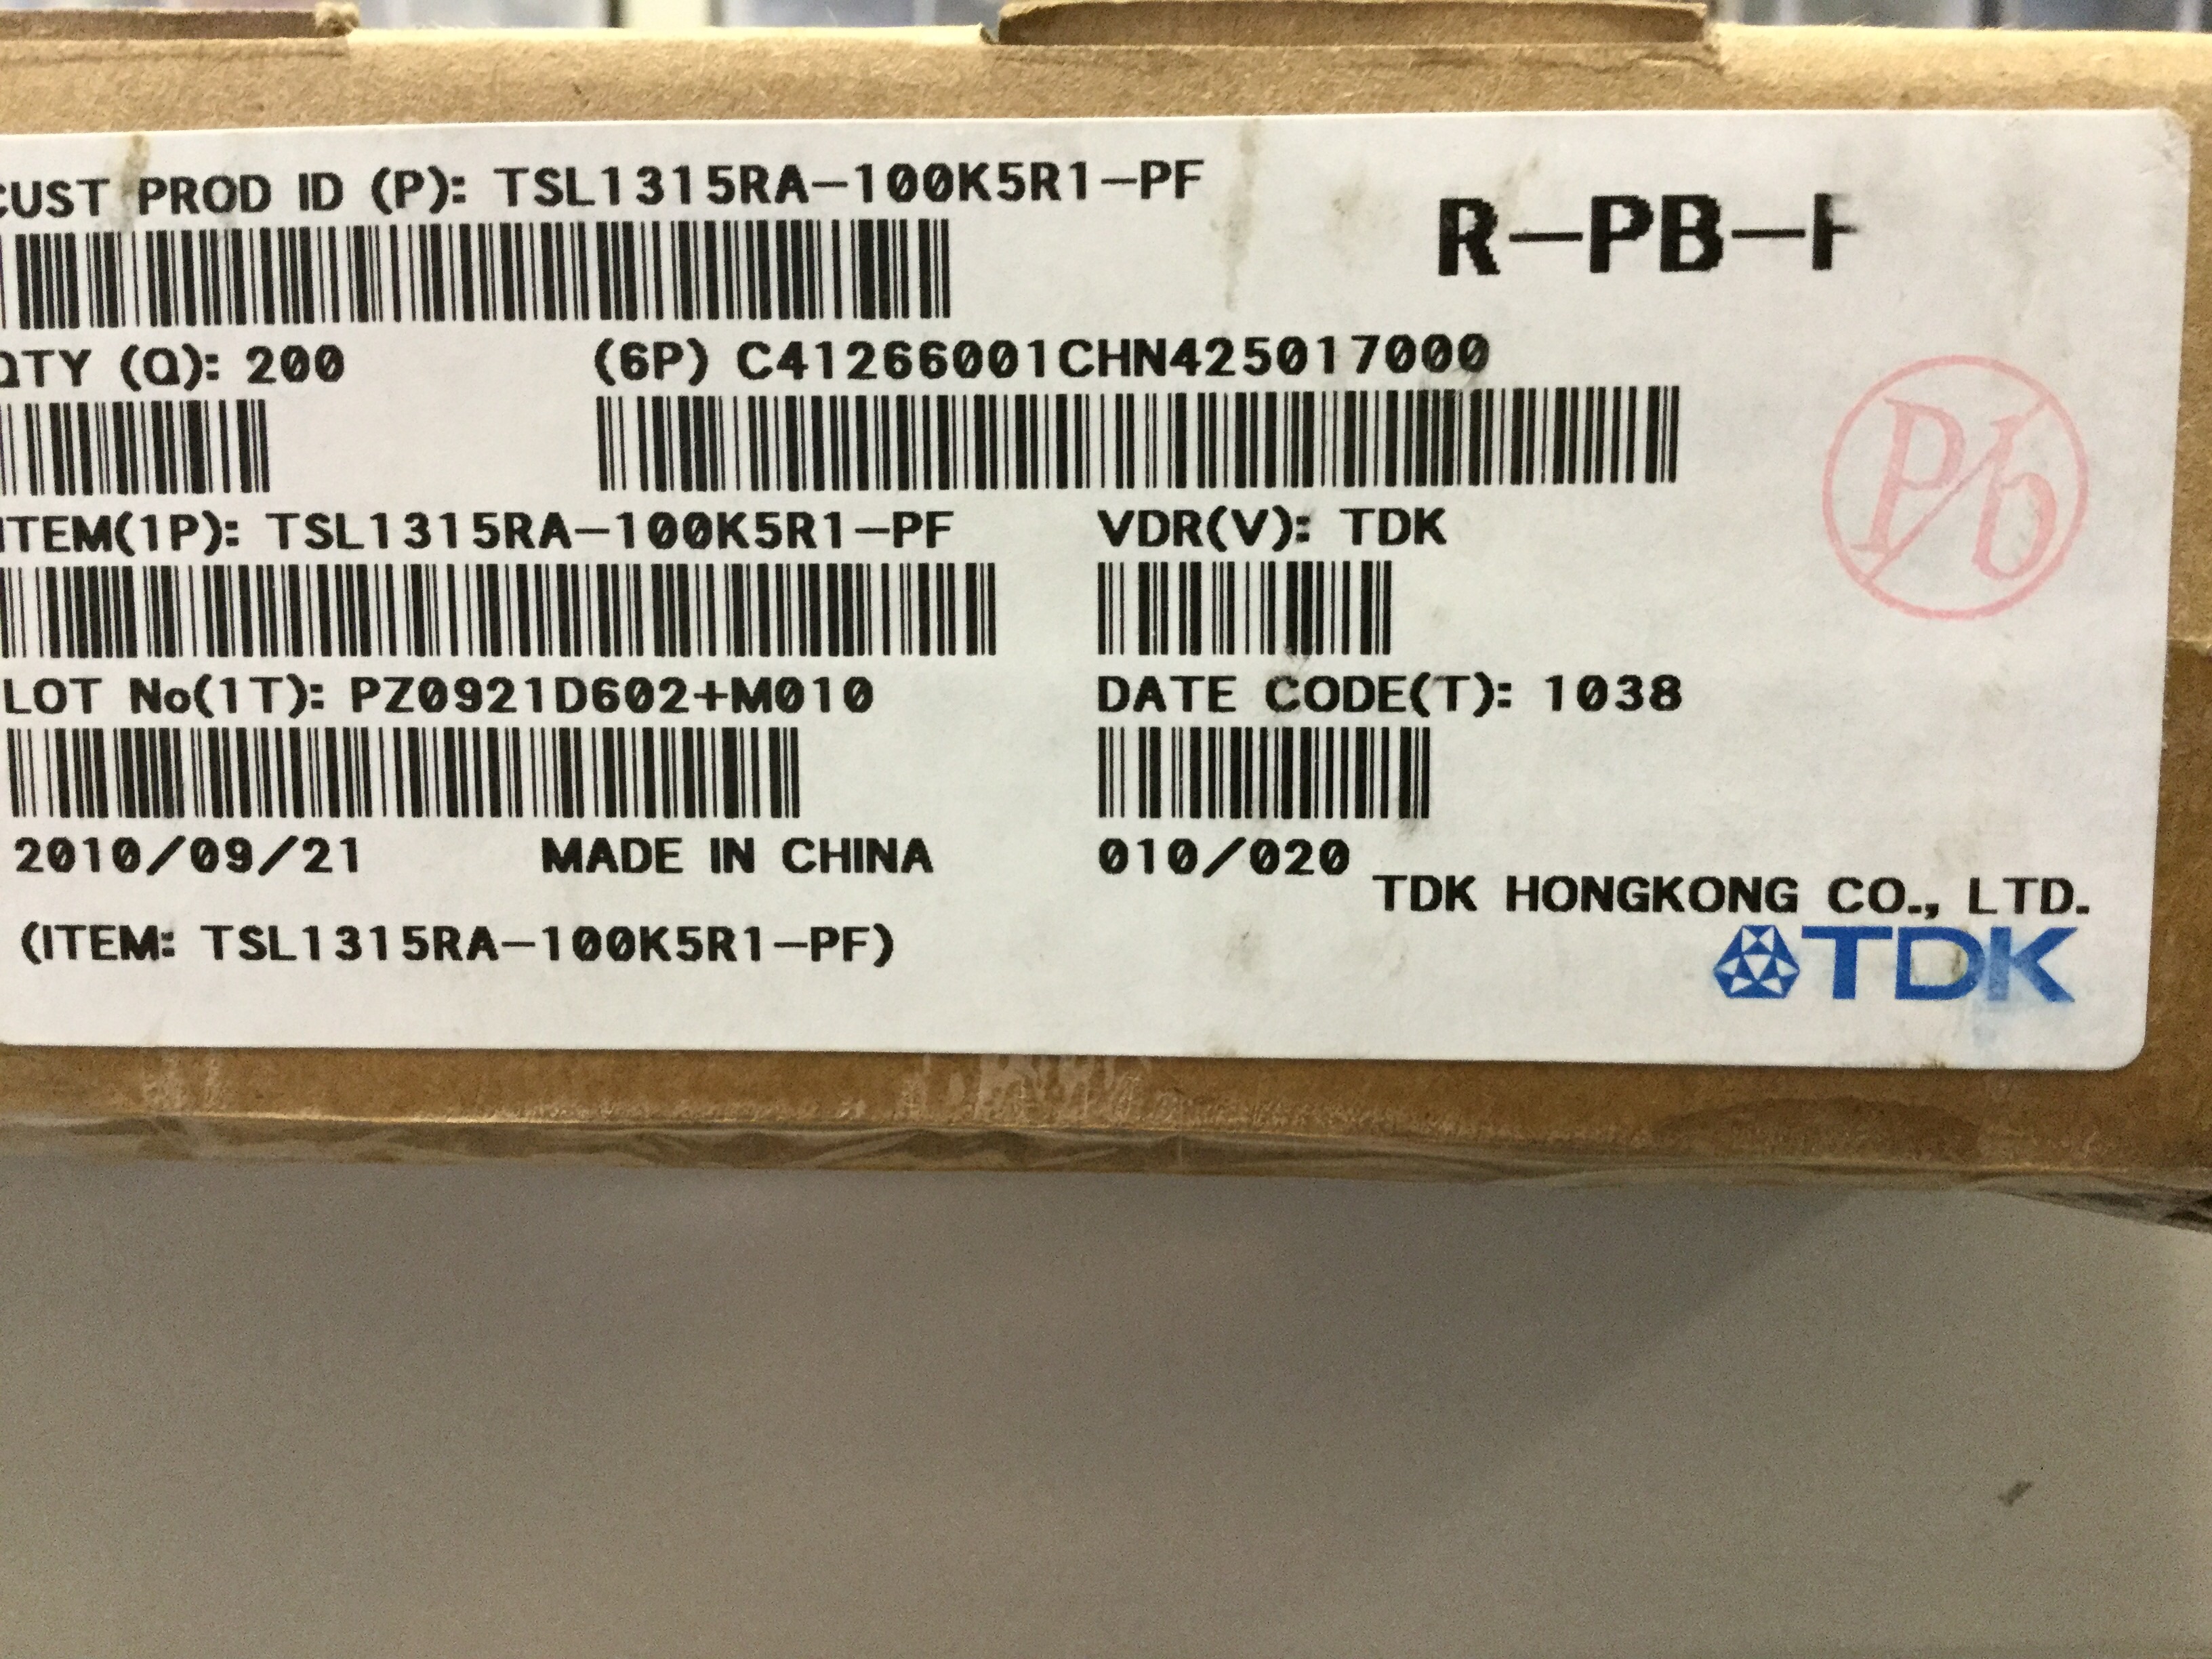 CUST PROD ID (P): TSL1315RA-100K5R1-PF
R-PB-F
QTY (Q): 200 (6P) C41266001CHN425017000
Pb
ITEM(1P): TSL1315RA-100K5R1-PF VDR(V): TDK
LOT No(1T): PZ0921D602+M010 DATE CODE(T): 1038
2010/09/21 MADE IN CHINA 010/020
TDK HONGKONG CO., LTD.
(ITEM: TSL1315RA-100K5R1-PF)
TDK